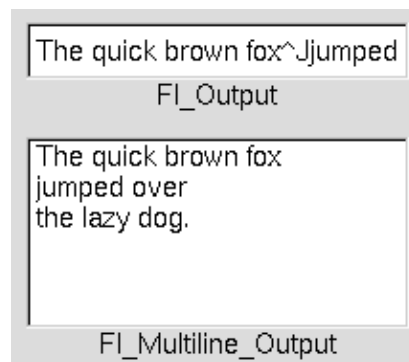 The quick brown fox^Jjumped
Fl_Output
The quick brown fox
jumped over
the lazy dog.
Fl_Multiline_Output